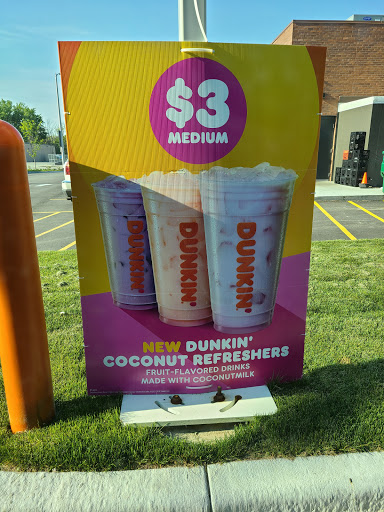 $3
MEDIUM
DUNKIN'
DUNKIN'
DUNKIN'
NEW DUNKIN'
COCONUT REFRESHERS
FRUIT-FLAVORED DRINKS
MADE WITH COCONUTMILK